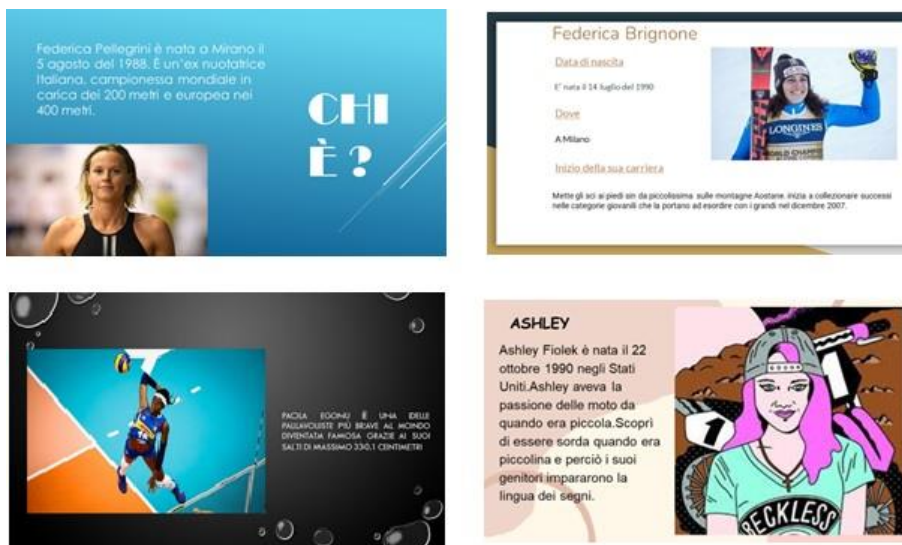 Federica Pellegrini è nata a Mirano il
5 agosto del 1988. È un'ex nuotatrice
Italiana, campionessa mondiale in
carica dei 200 metri e europea nei
400 metri.
CHI
È ?
Federica Brignone
Data di nascita
E' nata il 14 luglio del 1990
Dove
A Milano
Inizio della sua carriera
Mette gli sci ai piedi sin da piccolissima sulle montagne Aostane. inizia a collezionare successi
nelle categorie giovanili che la portano ad esordire con i grandi nel dicembre 2007.
LONGINES
WORLD CHAMP
PAOLA EGONU È UNA DELLE
PALLAVOLISTE PIÙ BRAVE AL MONDO
DIVENTATA FAMOSA GRAZIE AI SUOI
SALTI DI MASSIMO 330,1 CENTIMETRI
ASHLEY
Ashley Fiolek è nata il 22
ottobre 1990 negli Stati
Uniti.Ashley aveva la
passione delle moto da
quando era piccola.Scoprì
di essere sorda quando era
piccolina e perciò i suoi
genitori impararono la
lingua dei segni.
1
RECKLESS